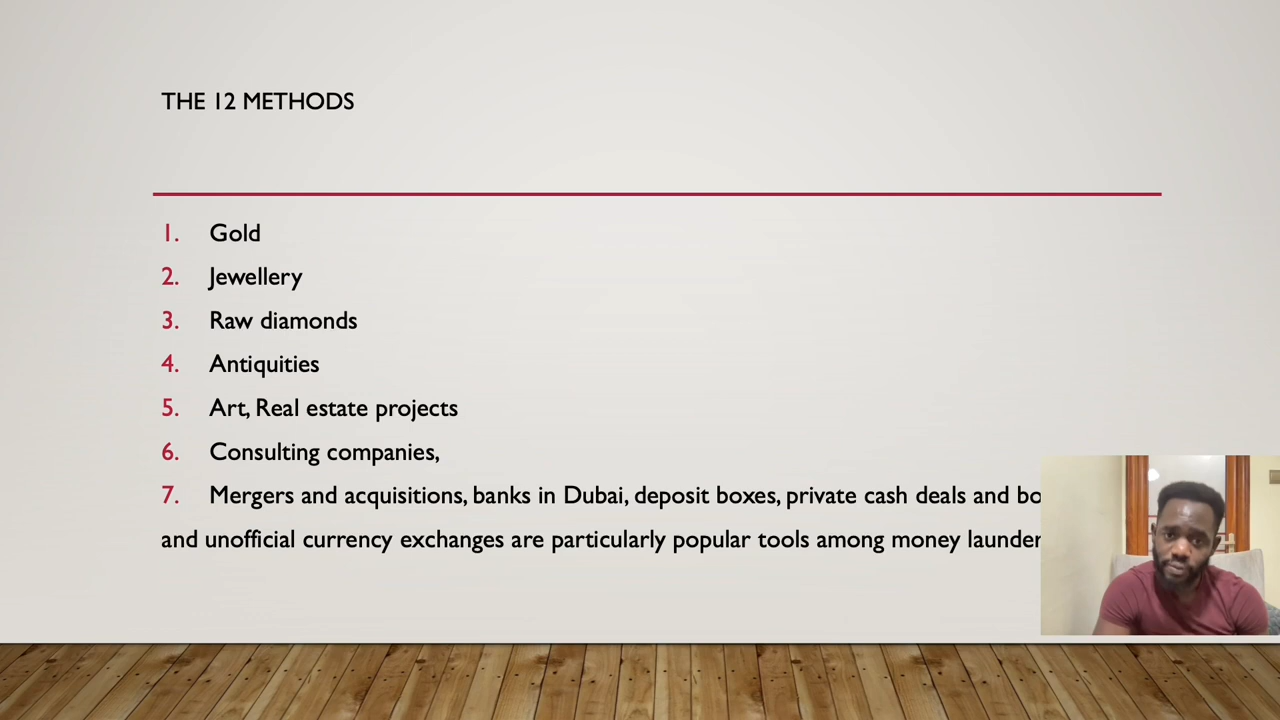 THE 12 METHODS
1. Gold
2. Jewellery
3. Raw diamonds
4. Antiquities
5. Art, Real estate projects
6. Consulting companies,
7. Mergers and acquisitions, banks in Dubai, deposit boxes, private cash deals and
and unofficial currency exchanges are particularly popular tools among money